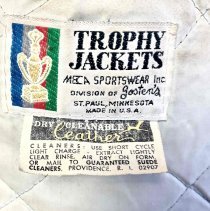 TROPHY
JACKETS
MECA SPORTSWEAR Inc.
DIVISION OF Josten's
ST. PAUL, MINNESOTA
MADE IN U.S.A.
DRY CLEANABLE
Leather
CLEANERS: USE SHORT CYCLE
LIGHT CHARGE - EXTRACT LIGHTLY
CLEAR RINSE, AIR DRY ON FORM
OR MAIL TO GUARANTEED SUEDE
CLEANERS, PROVIDENCE, R. I. 02907